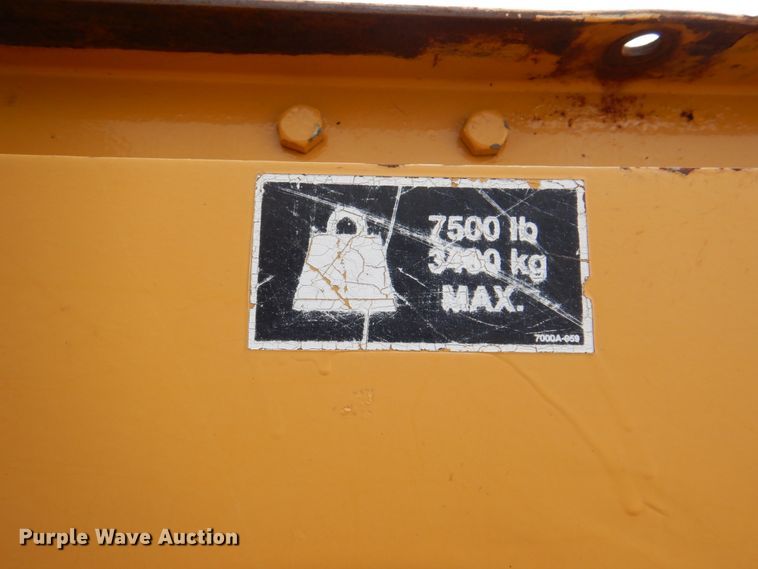 7500 lb
3400 kg
MAX.
7000A-059
Purple Wave Auction